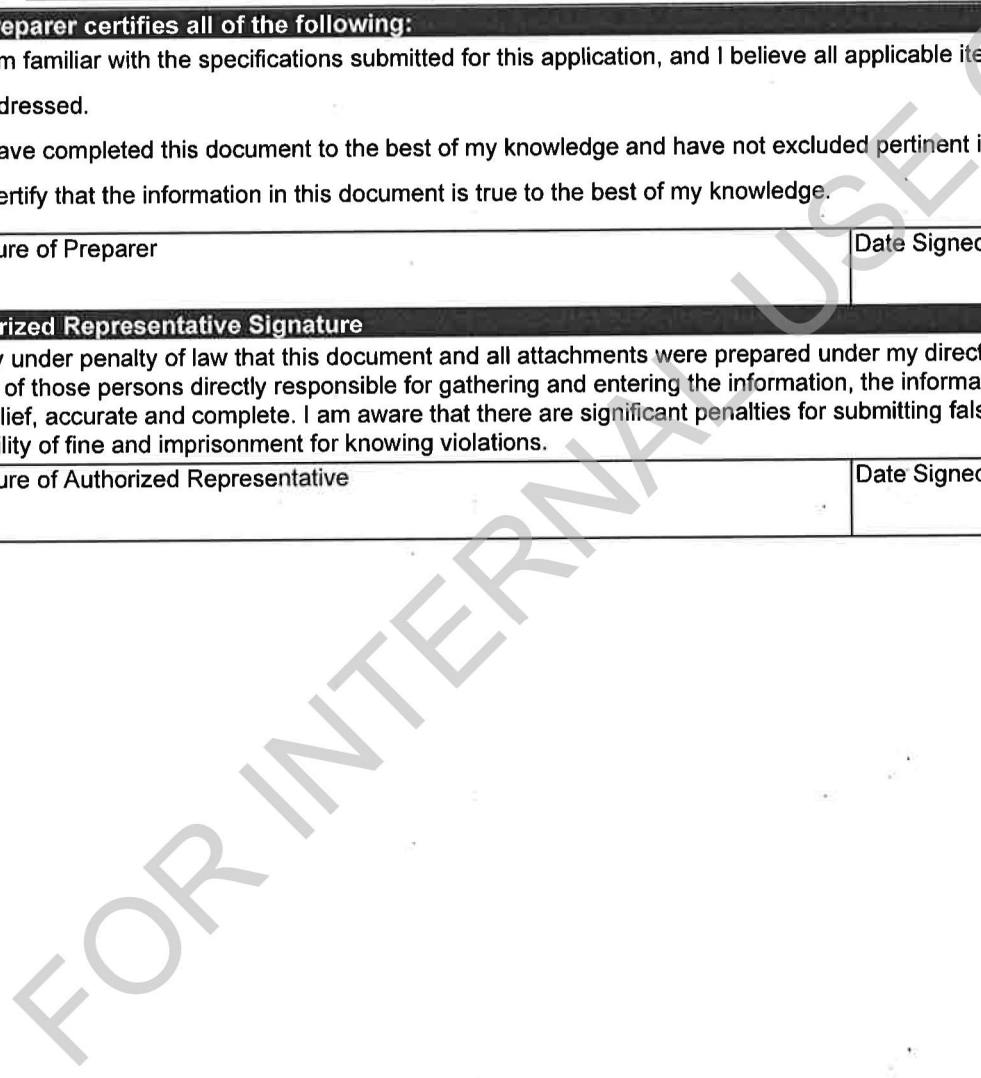 eparer certifies all of the following:
m familiar with the specifications submitted for this application, and I believe all applicable ite
dressed.
ave completed this document to the best of my knowledge and have not excluded pertinent i
ertify that the information in this document is true to the best of my knowledge.
ure of Preparer
Date Signed
rized Representative Signature
y under penalty of law that this document and all attachments were prepared under my direct
of those persons directly responsible for gathering and entering the information, the informa
lief, accurate and complete. I am aware that there are significant penalties for submitting fals
ility of fine and imprisonment for knowing violations.
ure of Authorized Representative
Date Signed
FOR INTERNAL USE O